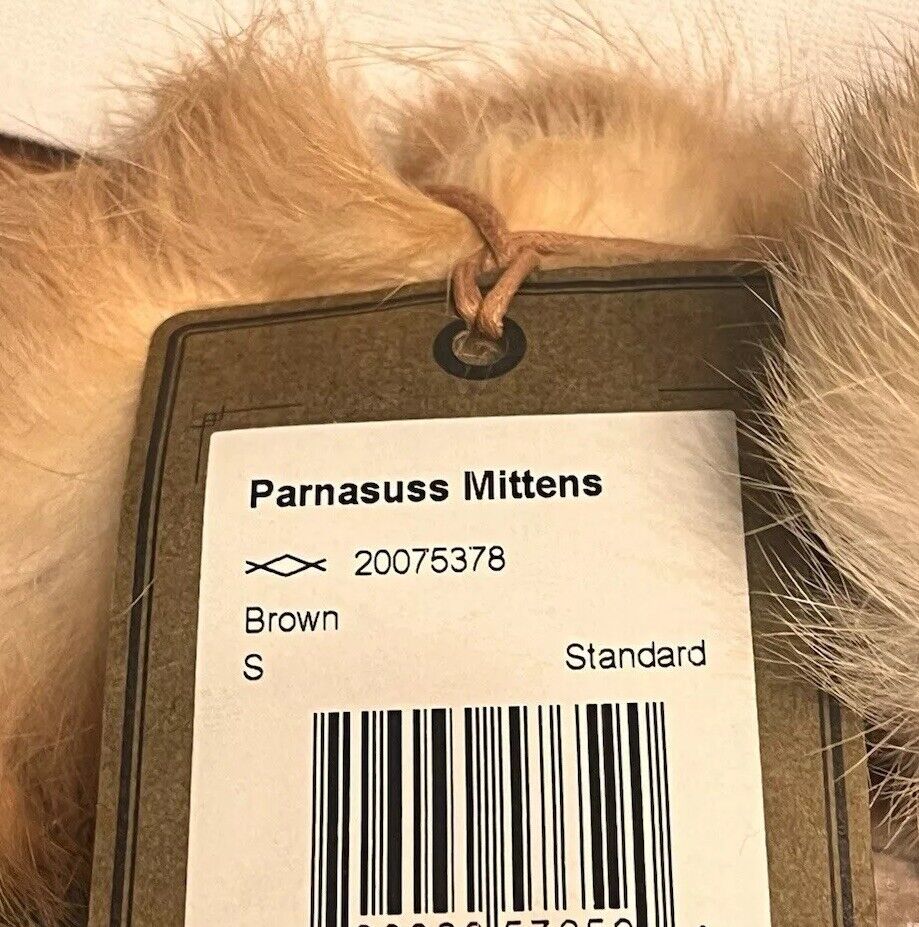 Parnasuss Mittens
20075378
Brown
S Standard